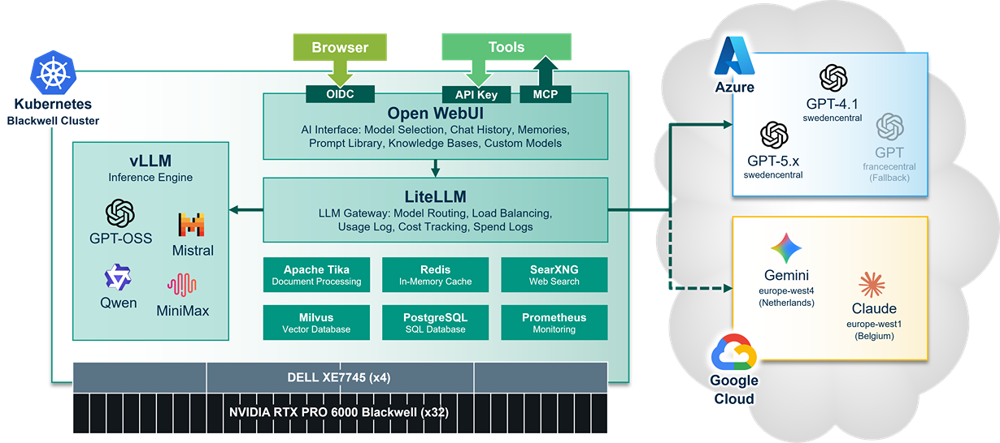 Browser
Tools
Kubernetes
Blackwell Cluster
OIDC
API Key
MCP
Open WebUI
AI Interface: Model Selection, Chat History, Memories,
Prompt Library, Knowledge Bases, Custom Models
vLLM
Inference Engine
GPT-OSS
Mistral
Qwen
MiniMax
LiteLLM
LLM Gateway: Model Routing, Load Balancing,
Usage Log, Cost Tracking, Spend Logs
Apache Tika
Document Processing
Redis
In-Memory Cache
SearXNG
Web Search
Milvus
Vector Database
PostgreSQL
SQL Database
Prometheus
Monitoring
DELL XE7745 (x4)
NVIDIA RTX PRO 6000 Blackwell (x32)
Azure
GPT-4.1
swedencentral
GPT-5.x
swedencentral
GPT
francecentral
(Fallback)
Gemini
europe-west4
(Netherlands)
Claude
europe-west1
(Belgium)
Google
Cloud